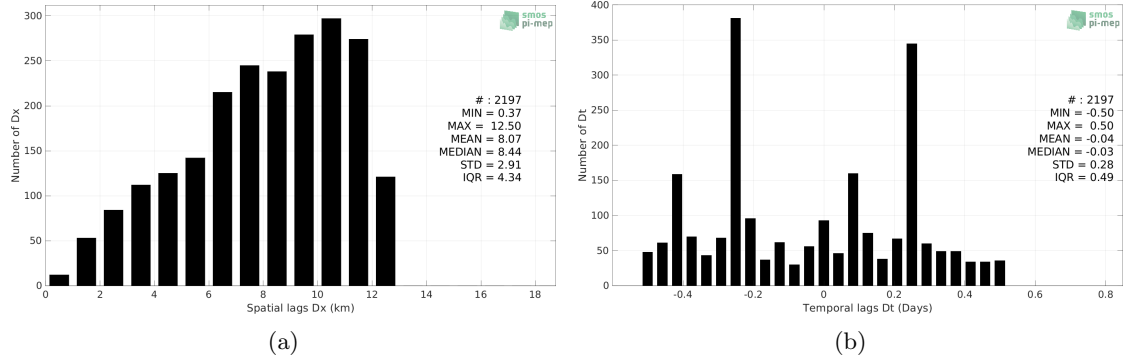 300
250
200
150
100
50
0
Number of Dx
0 2 4 6 8 10 12 14 16 18
Spatial lags Dx (km)
smos
pi-mep
# : 2197
MIN = 0.37
MAX = 12.50
MEAN = 8.07
MEDIAN = 8.44
STD = 2.91
IQR = 4.34
(a)
400
350
300
250
200
150
100
50
0
Number of Dt
-0.4 -0.2 0 0.2 0.4 0.6 0.8
Temporal lags Dt (Days)
smos
pi-mep
# : 2197
MIN = -0.50
MAX = 0.50
MEAN = -0.04
MEDIAN = -0.03
STD = 0.28
IQR = 0.49
(b)